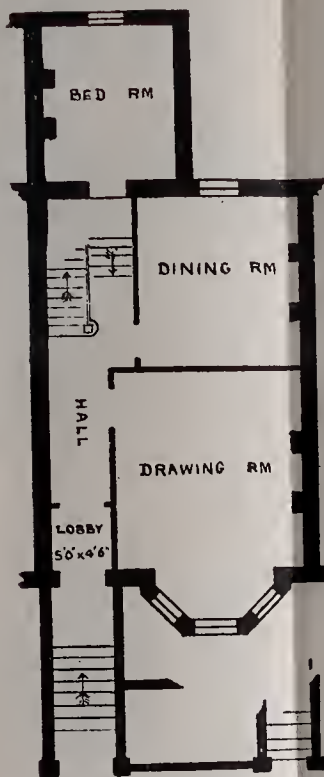 BED RM
DINING RM
HALL
DRAWING RM
LOBBY
5'0"x4'6"